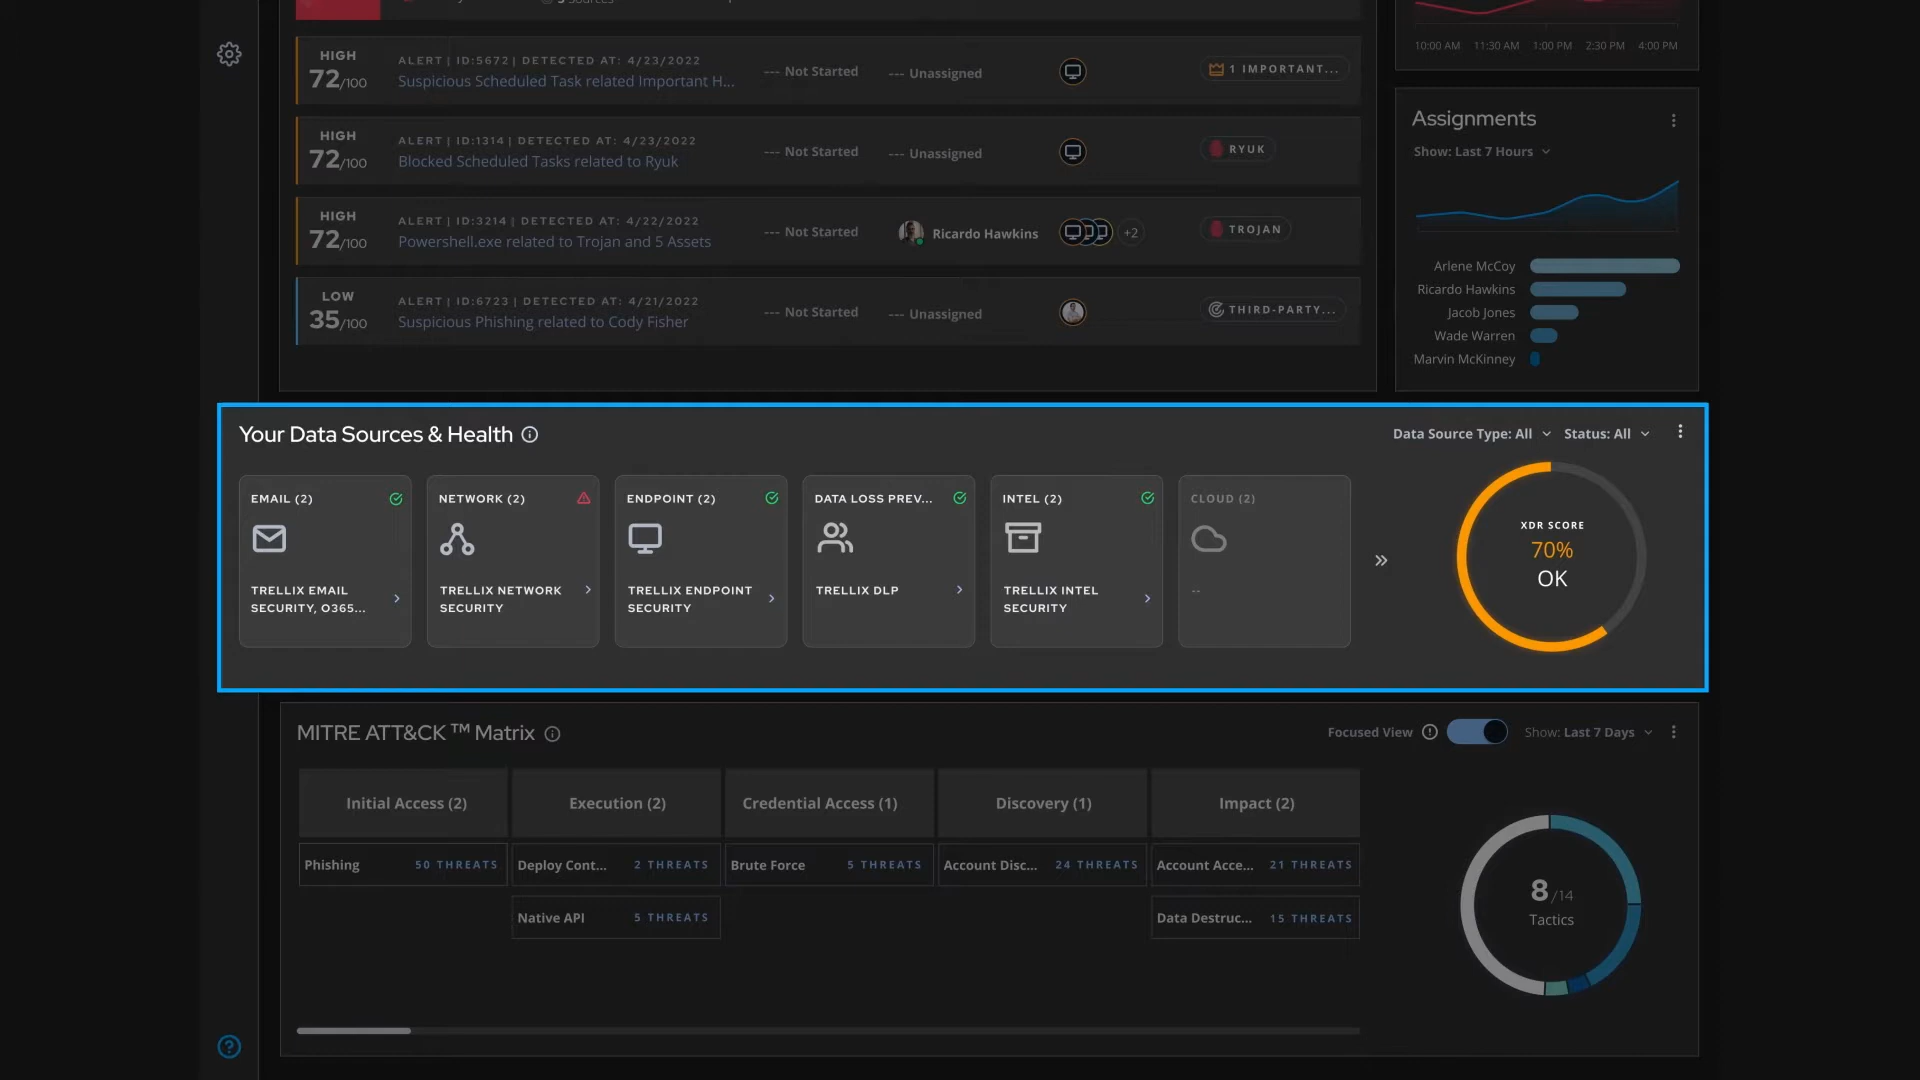 HIGH
72/100
ALERT | ID:5672 | DETECTED AT: 4/23/2022
Suspicious Scheduled Task related Important H...
--- Not Started
--- Unassigned
1 IMPORTANT...
HIGH
72/100
ALERT | ID:1314 | DETECTED AT: 4/23/2022
Blocked Scheduled Tasks related to Ryuk
--- Not Started
--- Unassigned
RYUK
HIGH
72/100
ALERT | ID:3214 | DETECTED AT: 4/22/2022
Powershell.exe related to Trojan and 5 Assets
--- Not Started
Ricardo Hawkins
+2
TROJAN
LOW
35/100
ALERT | ID:6723 | DETECTED AT: 4/21/2022
Suspicious Phishing related to Cody Fisher
--- Not Started
--- Unassigned
THIRD-PARTY...
10:00 AM 11:30 AM 1:00 PM 2:30 PM 4:00 PM
Assignments
Show: Last 7 Hours
Arlene McCoy
Ricardo Hawkins
Jacob Jones
Wade Warren
Marvin McKinney
Your Data Sources & Health
Data Source Type: All
Status: All
EMAIL (2)
TRELLIX EMAIL
SECURITY, O365...
NETWORK (2)
TRELLIX NETWORK
SECURITY
ENDPOINT (2)
TRELLIX ENDPOINT
SECURITY
DATA LOSS PREV...
TRELLIX DLP
INTEL (2)
TRELLIX INTEL
SECURITY
CLOUD (2)
--
XDR SCORE
70%
OK
MITRE ATT&CK ™ Matrix
Focused View
Show: Last 7 Days
Initial Access (2)
Execution (2)
Credential Access (1)
Discovery (1)
Impact (2)
Phishing 50 THREATS
Deploy Cont... 2 THREATS
Brute Force 5 THREATS
Account Disc... 24 THREATS
Account Acce... 21 THREATS
Native API 5 THREATS
Data Destruc... 15 THREATS
8/14
Tactics